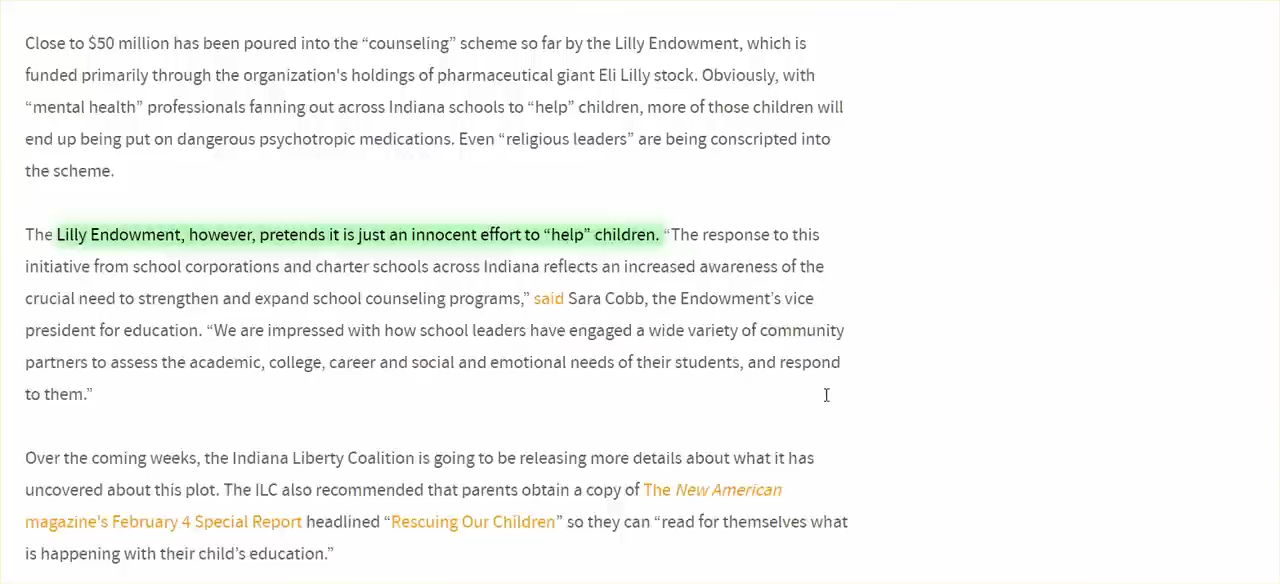 Close to $50 million has been poured into the “counseling” scheme so far by the Lilly Endowment, which is
funded primarily through the organization's holdings of pharmaceutical giant Eli Lilly stock. Obviously, with
“mental health” professionals fanning out across Indiana schools to “help” children, more of those children will
end up being put on dangerous psychotropic medications. Even “religious leaders” are being conscripted into
the scheme.
The Lilly Endowment, however, pretends it is just an innocent effort to “help” children. “The response to this
initiative from school corporations and charter schools across Indiana reflects an increased awareness of the
crucial need to strengthen and expand school counseling programs,” said Sara Cobb, the Endowment’s vice
president for education. “We are impressed with how school leaders have engaged a wide variety of community
partners to assess the academic, college, career and social and emotional needs of their students, and respond
to them.”
Over the coming weeks, the Indiana Liberty Coalition is going to be releasing more details about what it has
uncovered about this plot. The ILC also recommended that parents obtain a copy of The New American
magazine's February 4 Special Report headlined “Rescuing Our Children” so they can “read for themselves what
is happening with their child’s education.”